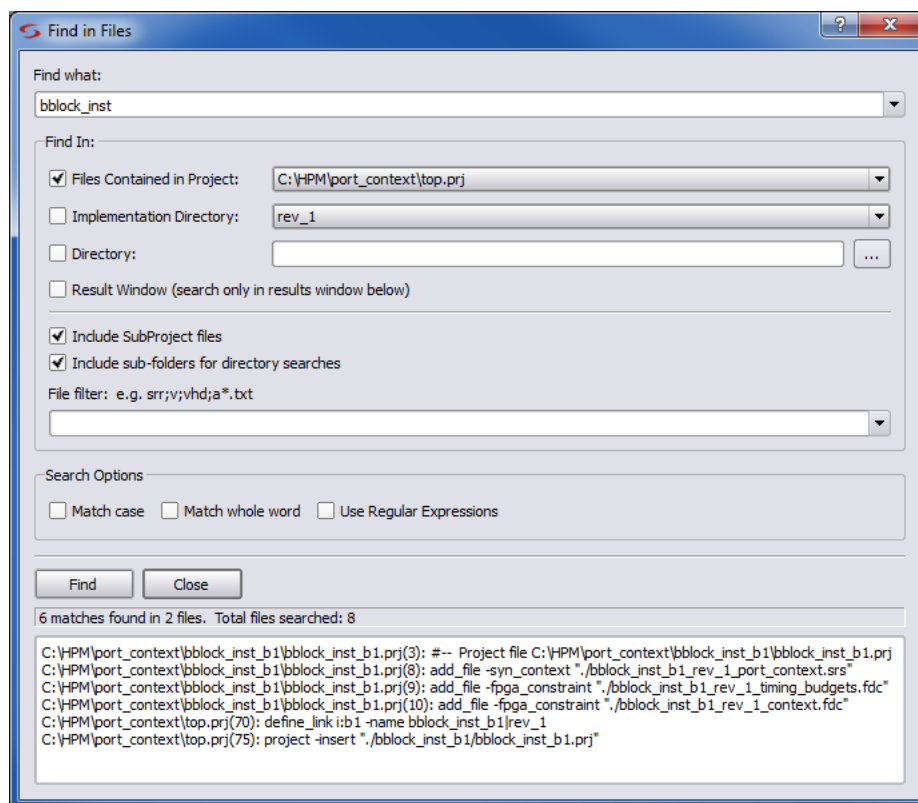 Find in Files
Find what:
bblock_inst
Find In:
Files Contained in Project: C:\HPM\port_context\top.prj
Implementation Directory: rev_1
Directory: ...
Result Window (search only in results window below)
Include SubProject files
Include sub-folders for directory searches
File filter: e.g. srr;v;vhd;a*.txt
Search Options
Match case Match whole word Use Regular Expressions
Find Close
6 matches found in 2 files. Total files searched: 8
C:\HPM\port_context\bblock_inst_b1\bblock_inst_b1.prj(3): #-- Project file C:\HPM\port_context\bblock_inst_b1\bblock_inst_b1.prj
C:\HPM\port_context\bblock_inst_b1\bblock_inst_b1.prj(8): add_file -syn_context "./bblock_inst_b1_rev_1_port_context.srs"
C:\HPM\port_context\bblock_inst_b1\bblock_inst_b1.prj(9): add_file -fpga_constraint "./bblock_inst_b1_rev_1_timing_budgets.fdc"
C:\HPM\port_context\bblock_inst_b1\bblock_inst_b1.prj(10): add_file -fpga_constraint "./bblock_inst_b1_rev_1_context.fdc"
C:\HPM\port_context\top.prj(70): define_link i:b1 -name bblock_inst_b1|rev_1
C:\HPM\port_context\top.prj(75): project -insert "./bblock_inst_b1/bblock_inst_b1.prj"